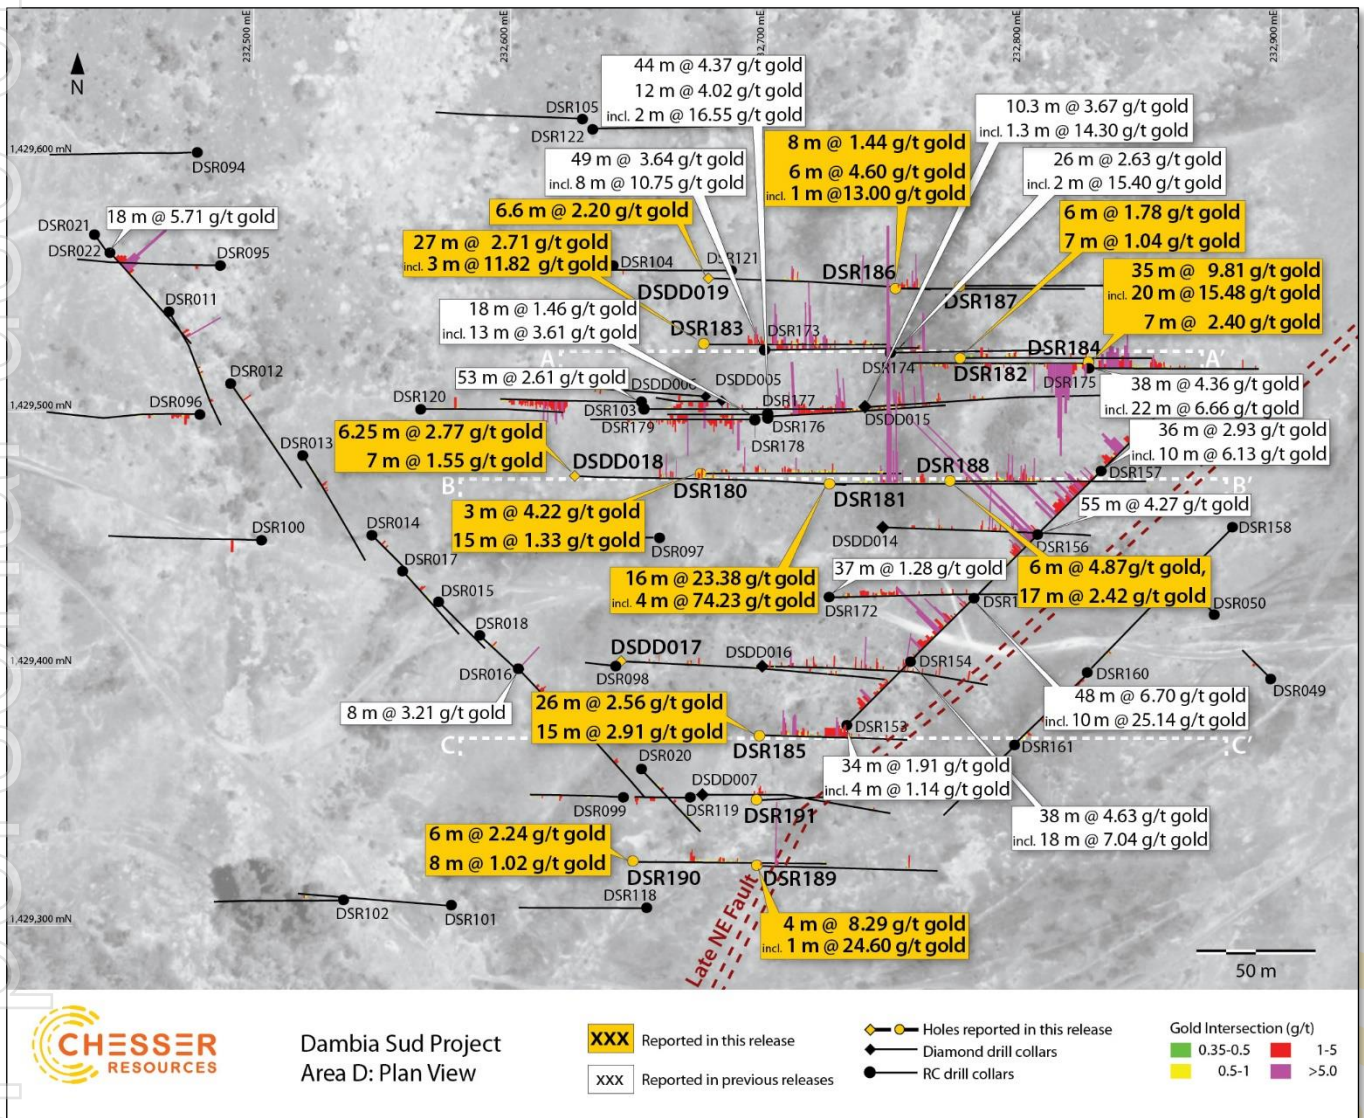 232,500 mE
232,600 mE
232,700 mE
232,800 mE
232,900 mE
N
1,429,600 mN
1,429,500 mN
1,429,400 mN
1,429,300 mN
44 m @ 4.37 g/t gold
12 m @ 4.02 g/t gold
incl. 2 m @ 16.55 g/t gold
49 m @ 3.64 g/t gold
incl. 8 m @ 10.75 g/t gold
8 m @ 1.44 g/t gold
6 m @ 4.60 g/t gold
incl. 1 m @13.00 g/t gold
10.3 m @ 3.67 g/t gold
incl. 1.3 m @ 14.30 g/t gold
26 m @ 2.63 g/t gold
incl. 2 m @ 15.40 g/t gold
6.6 m @ 2.20 g/t gold
6 m @ 1.78 g/t gold
7 m @ 1.04 g/t gold
27 m @ 2.71 g/t gold
incl. 3 m @ 11.82 g/t gold
35 m @ 9.81 g/t gold
incl. 20 m @ 15.48 g/t gold
7 m @ 2.40 g/t gold
18 m @ 5.71 g/t gold
18 m @ 1.46 g/t gold
incl. 13 m @ 3.61 g/t gold
53 m @ 2.61 g/t gold
38 m @ 4.36 g/t gold
incl. 22 m @ 6.66 g/t gold
36 m @ 2.93 g/t gold
incl. 10 m @ 6.13 g/t gold
6.25 m @ 2.77 g/t gold
7 m @ 1.55 g/t gold
3 m @ 4.22 g/t gold
15 m @ 1.33 g/t gold
55 m @ 4.27 g/t gold
16 m @ 23.38 g/t gold
incl. 4 m @ 74.23 g/t gold
37 m @ 1.28 g/t gold
6 m @ 4.87g/t gold,
17 m @ 2.42 g/t gold
8 m @ 3.21 g/t gold
26 m @ 2.56 g/t gold
15 m @ 2.91 g/t gold
48 m @ 6.70 g/t gold
incl. 10 m @ 25.14 g/t gold
34 m @ 1.91 g/t gold
incl. 4 m @ 1.14 g/t gold
38 m @ 4.63 g/t gold
incl. 18 m @ 7.04 g/t gold
6 m @ 2.24 g/t gold
8 m @ 1.02 g/t gold
4 m @ 8.29 g/t gold
incl. 1 m @ 24.60 g/t gold
DSR105
DSR122
DSR094
DSR021
DSR022
DSR095
DSR104
DSR121
DSDD019
DSR186
DSR187
DSR011
DSR183
DSR173
DSR174
DSR182
DSR184
DSR175
A
A'
DSR012
DSR096
DSR120
DSDD006
DSDD005
DSR103
DSR179
DSR177
DSR176
DSR178
DSDD015
DSR013
DSDD018
DSR180
DSR181
DSR188
DSR157
B
B'
DSR100
DSR014
DSR097
DSDD014
DSR156
DSR158
DSR017
DSR015
DSR172
DSR1
DSR050
DSR018
DSR016
DSDD017
DSR098
DSDD016
DSR154
DSR160
DSR049
DSR153
DSR185
DSR161
C
C'
DSR020
DSDD007
DSR099
DSR119
DSR191
DSR190
DSR189
DSR118
DSR102
DSR101
Late NE Fault
50 m
CHESSER
RESOURCES
Dambia Sud Project
Area D: Plan View
XXX Reported in this release
XXX Reported in previous releases
Holes reported in this release
Diamond drill collars
RC drill collars
Gold Intersection (g/t)
0.35-0.5 1-5
0.5-1 >5.0